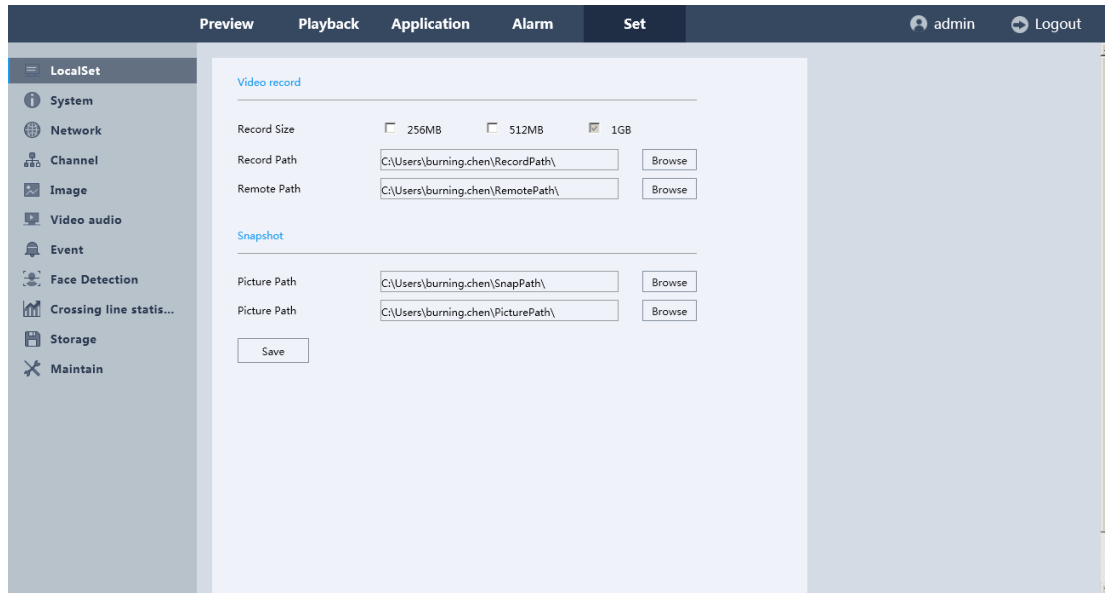 Preview Playback Application Alarm Set admin Logout
LocalSet
System
Network
Channel
Image
Video audio
Event
Face Detection
Crossing line statis...
Storage
Maintain
Video record
Record Size 256MB 512MB 1GB
Record Path C:\Users\burning.chen\RecordPath\ Browse
Remote Path C:\Users\burning.chen\RemotePath\ Browse
Snapshot
Picture Path C:\Users\burning.chen\SnapPath\ Browse
Picture Path C:\Users\burning.chen\PicturePath\ Browse
Save